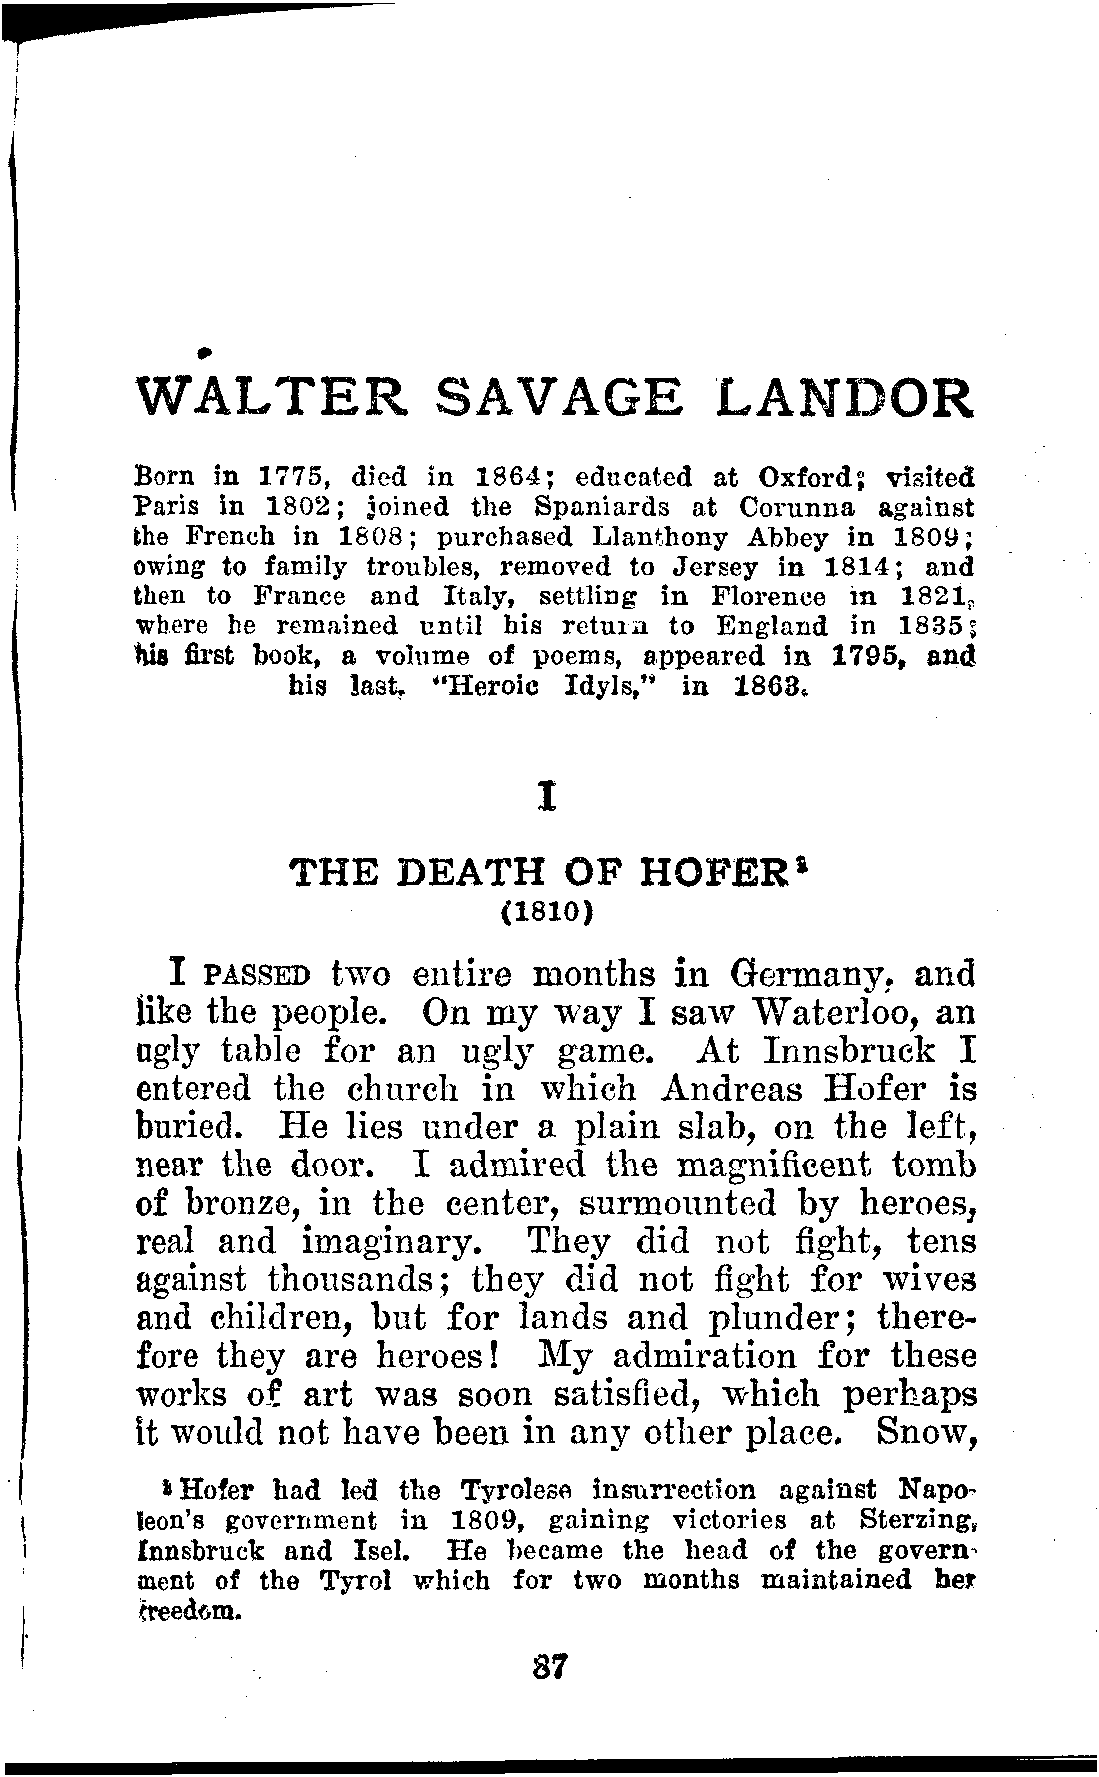 WALTER SAVAGE LANDOR
Born in 1775, died in 1864; educated at Oxford; visited
Paris in 1802; joined the Spaniards at Corunna against
the French in 1808; purchased Llanthony Abbey in 1809;
owing to family troubles, removed to Jersey in 1814; and
then to France and Italy, settling in Florence in 1821,
where he remained until his return to England in 1835;
his first book, a volume of poems, appeared in 1795, and
his last, "Heroic Idyls," in 1863.
I
THE DEATH OF HOFER¹
(1810)
I PASSED two entire months in Germany, and
like the people. On my way I saw Waterloo, an
ugly table for an ugly game. At Innsbruck I
entered the church in which Andreas Hofer is
buried. He lies under a plain slab, on the left,
near the door. I admired the magnificent tomb
of bronze, in the center, surmounted by heroes,
real and imaginary. They did not fight, tens
against thousands; they did not fight for wives
and children, but for lands and plunder; there-
fore they are heroes! My admiration for these
works of art was soon satisfied, which perhaps
it would not have been in any other place. Snow,
¹ Hofer had led the Tyrolese insurrection against Napo-
leon's government in 1809, gaining victories at Sterzing,
Innsbruck and Isel. He became the head of the govern-
ment of the Tyrol which for two months maintained her
freedom.
87